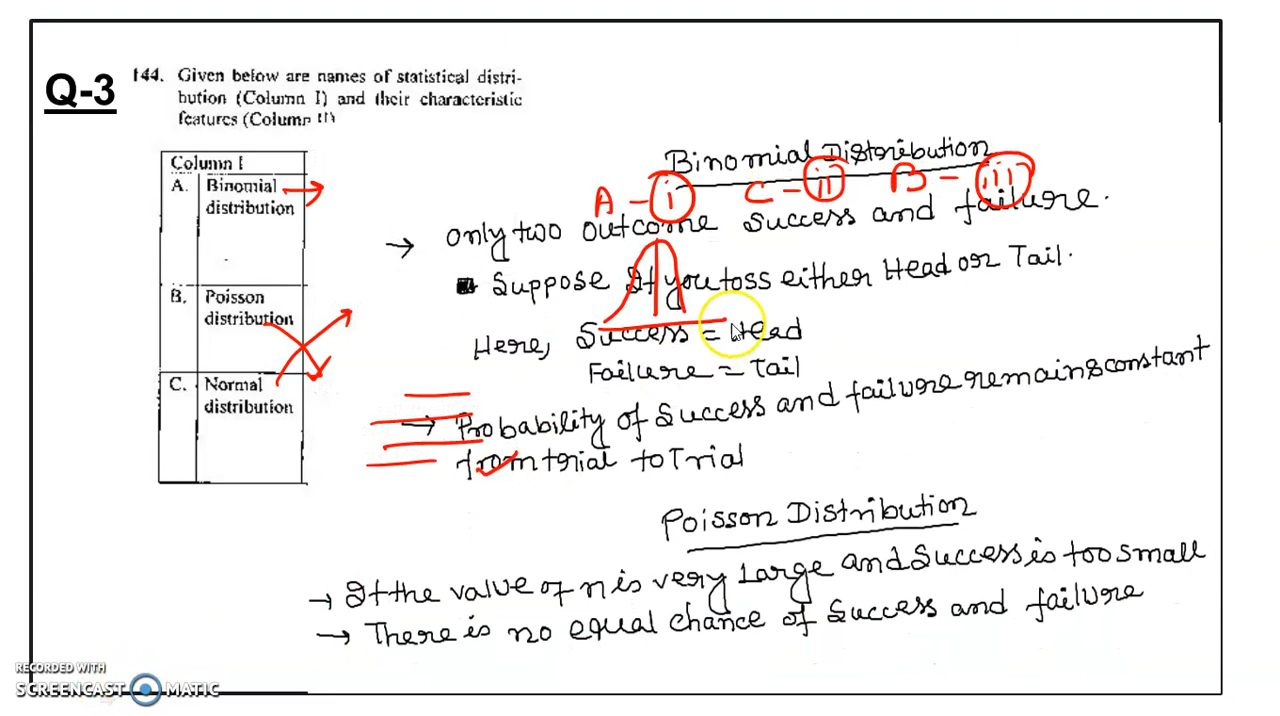 Q-3
144. Given below are names of statistical distri-
bution (Column I) and their characteristic
features (Column II)
Column I
A. Binomial
distribution
B. Poisson
distribution
C. Normal
distribution
Binomial Distribution
A - i C - ii B - iii
→ Only two outcome Success and failure.
Suppose If you toss either Head or Tail.
Here, Success = Head
Failure = Tail
→ Probability of Success and failure remains constant
from trial to Trial
Poisson Distribution
→ If the value of n is very Large and Success is too small
→ There is no equal chance of Success and failure
RECORDED WITH
SCREENCAST MATIC